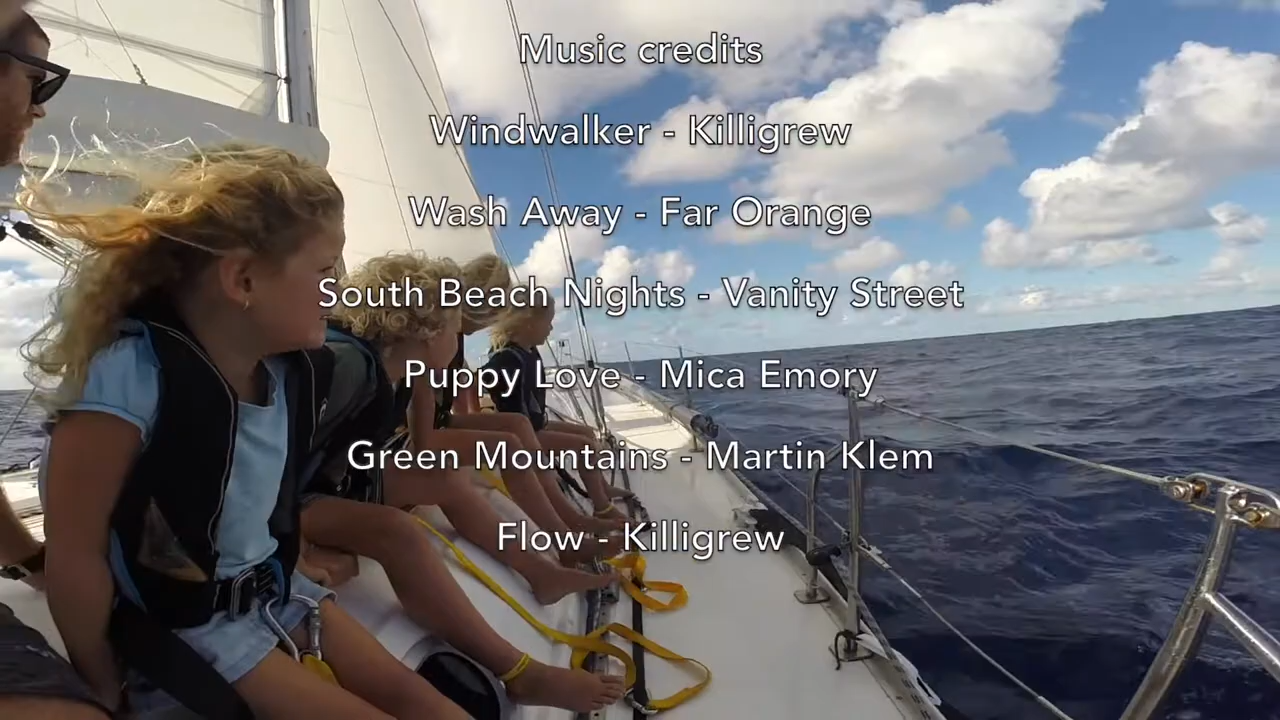 Music credits
Windwalker - Killigrew
Wash Away - Far Orange
South Beach Nights - Vanity Street
Puppy Love - Mica Emory
Green Mountains - Martin Klem
Flow - Killigrew